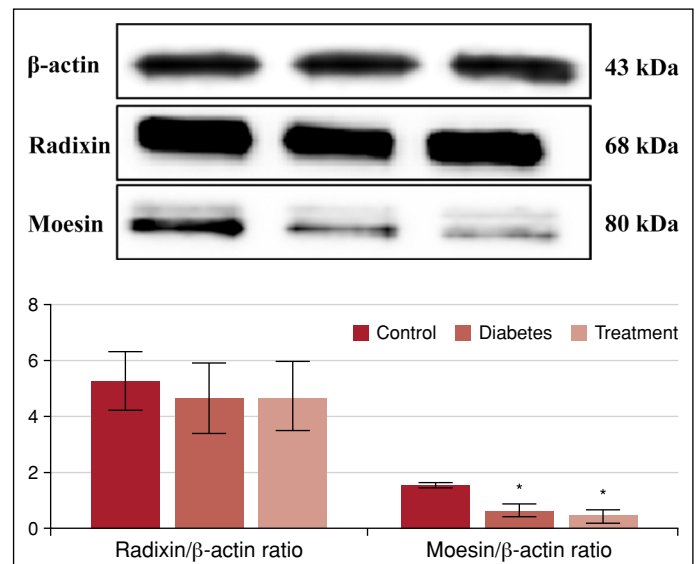 β-actin 43 kDa
Radixin 68 kDa
Moesin 80 kDa
8
Control Diabetes Treatment
6
4
2
* *
0
Radixin/β-actin ratio Moesin/β-actin ratio